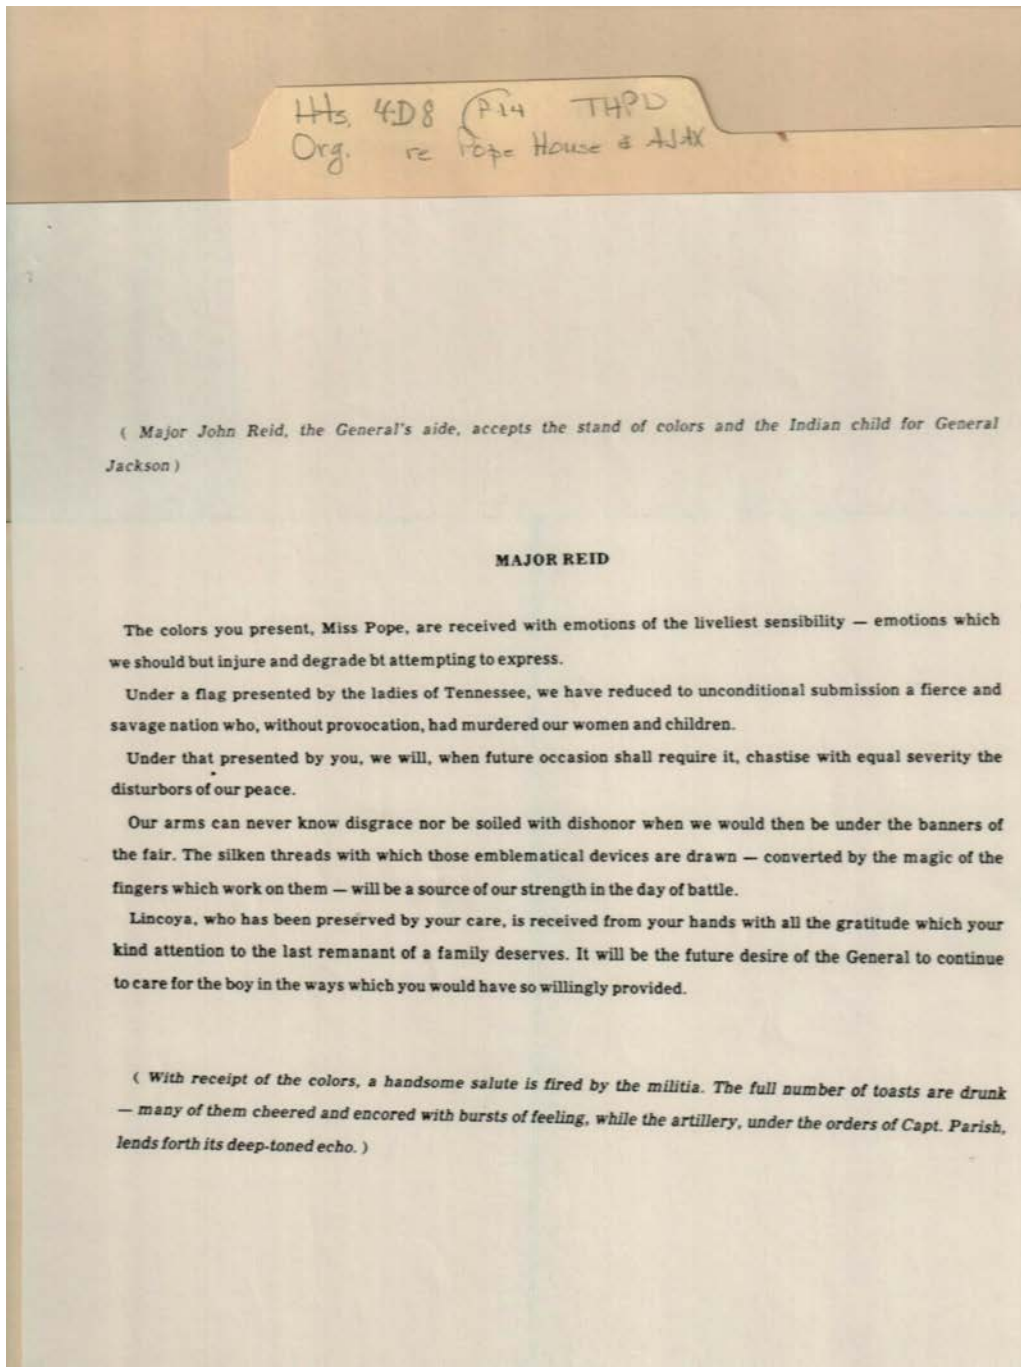 Hts. 4D8 P-14 THPD
Org. re Pope House & AJAX
( Major John Reid, the General's aide, accepts the stand of colors and the Indian child for General
Jackson )
MAJOR REID
The colors you present, Miss Pope, are received with emotions of the liveliest sensibility — emotions which
we should but injure and degrade bt attempting to express.
Under a flag presented by the ladies of Tennessee, we have reduced to unconditional submission a fierce and
savage nation who, without provocation, had murdered our women and children.
Under that presented by you, we will, when future occasion shall require it, chastise with equal severity the
disturbors of our peace.
Our arms can never know disgrace nor be soiled with dishonor when we would then be under the banners of
the fair. The silken threads with which those emblematical devices are drawn — converted by the magic of the
fingers which work on them — will be a source of our strength in the day of battle.
Lincoya, who has been preserved by your care, is received from your hands with all the gratitude which your
kind attention to the last remanant of a family deserves. It will be the future desire of the General to continue
to care for the boy in the ways which you would have so willingly provided.
( With receipt of the colors, a handsome salute is fired by the militia. The full number of toasts are drunk
— many of them cheered and encored with bursts of feeling, while the artillery, under the orders of Capt. Parish,
lends forth its deep-toned echo. )